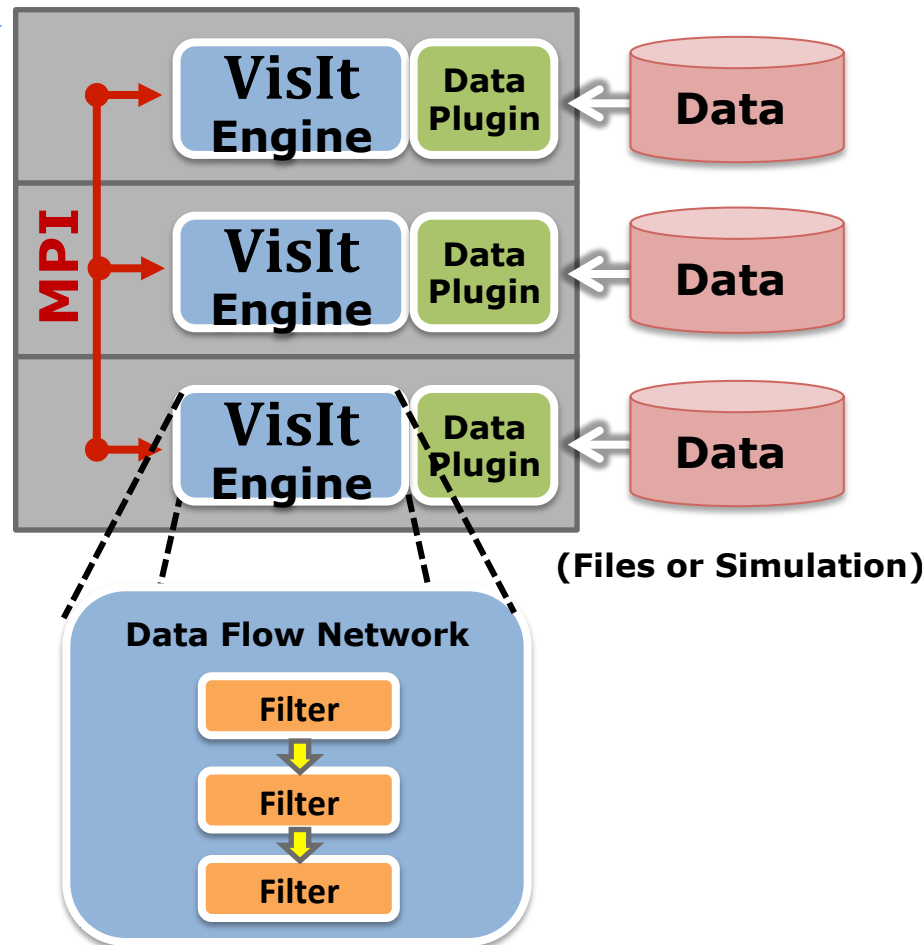 VisIt
Engine
Data
Plugin
Data
MPI
VisIt
Engine
Data
Plugin
Data
VisIt
Engine
Data
Plugin
Data
(Files or Simulation)
Data Flow Network
Filter
Filter
Filter